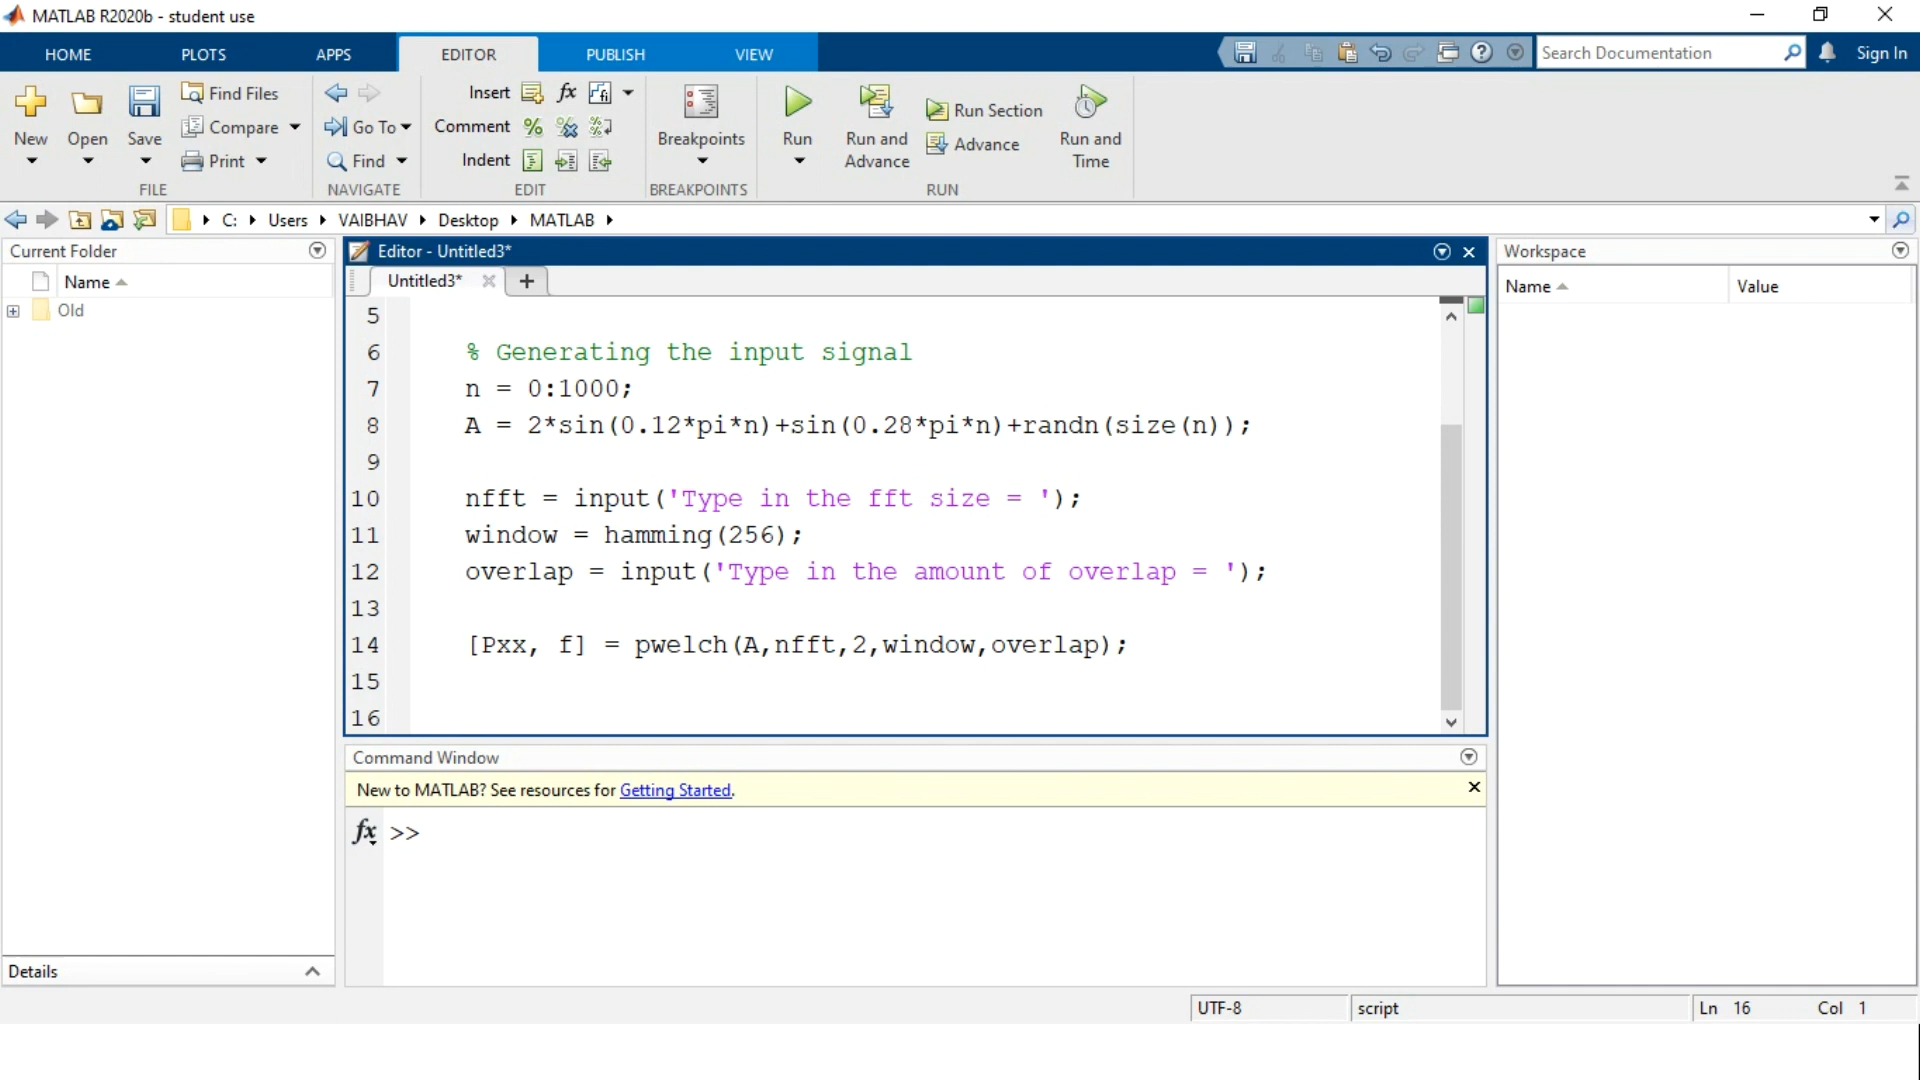 MATLAB R2020b - student use
HOME PLOTS APPS EDITOR PUBLISH VIEW Search Documentation Sign In
New Open Save Find Files Compare Print
FILE
Go To Find
NAVIGATE
Insert fx
Comment
Indent
EDIT
Breakpoints
BREAKPOINTS
Run Run and Advance Run Section Advance Run and Time
RUN
C: Users VAIBHAV Desktop MATLAB
Current Folder
Name
Old
Details
Editor - Untitled3*
Untitled3*
5
6 % Generating the input signal
7 n = 0:1000;
8 A = 2*sin(0.12*pi*n)+sin(0.28*pi*n)+randn(size(n));
9
10 nfft = input('Type in the fft size = ');
11 window = hamming(256);
12 overlap = input('Type in the amount of overlap = ');
13
14 [Pxx, f] = pwelch(A,nfft,2,window,overlap);
15
16
Command Window
New to MATLAB? See resources for Getting Started.
fx >>
Workspace
Name Value
UTF-8 script Ln 16 Col 1